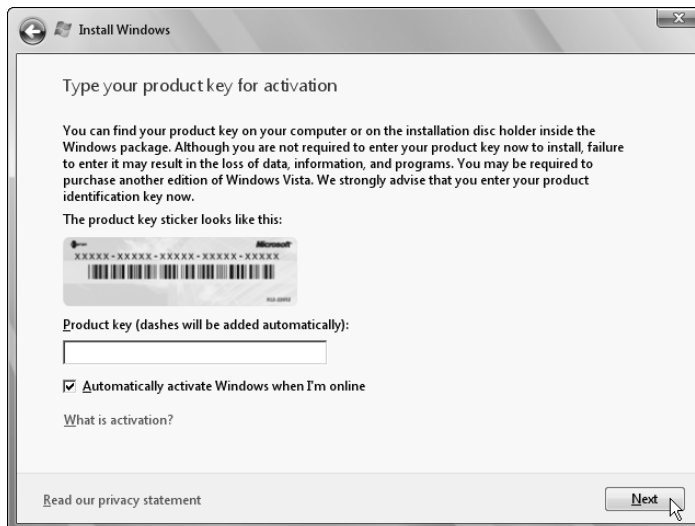 Install Windows
Type your product key for activation
You can find your product key on your computer or on the installation disc holder inside the
Windows package. Although you are not required to enter your product key now to install, failure
to enter it may result in the loss of data, information, and programs. You may be required to
purchase another edition of Windows Vista. We strongly advise that you enter your product
identification key now.
The product key sticker looks like this:
Microsoft
XXXXX-XXXXX-XXXXX-XXXXX-XXXXX
Product key (dashes will be added automatically):
Automatically activate Windows when I'm online
What is activation?
Read our privacy statement
Next